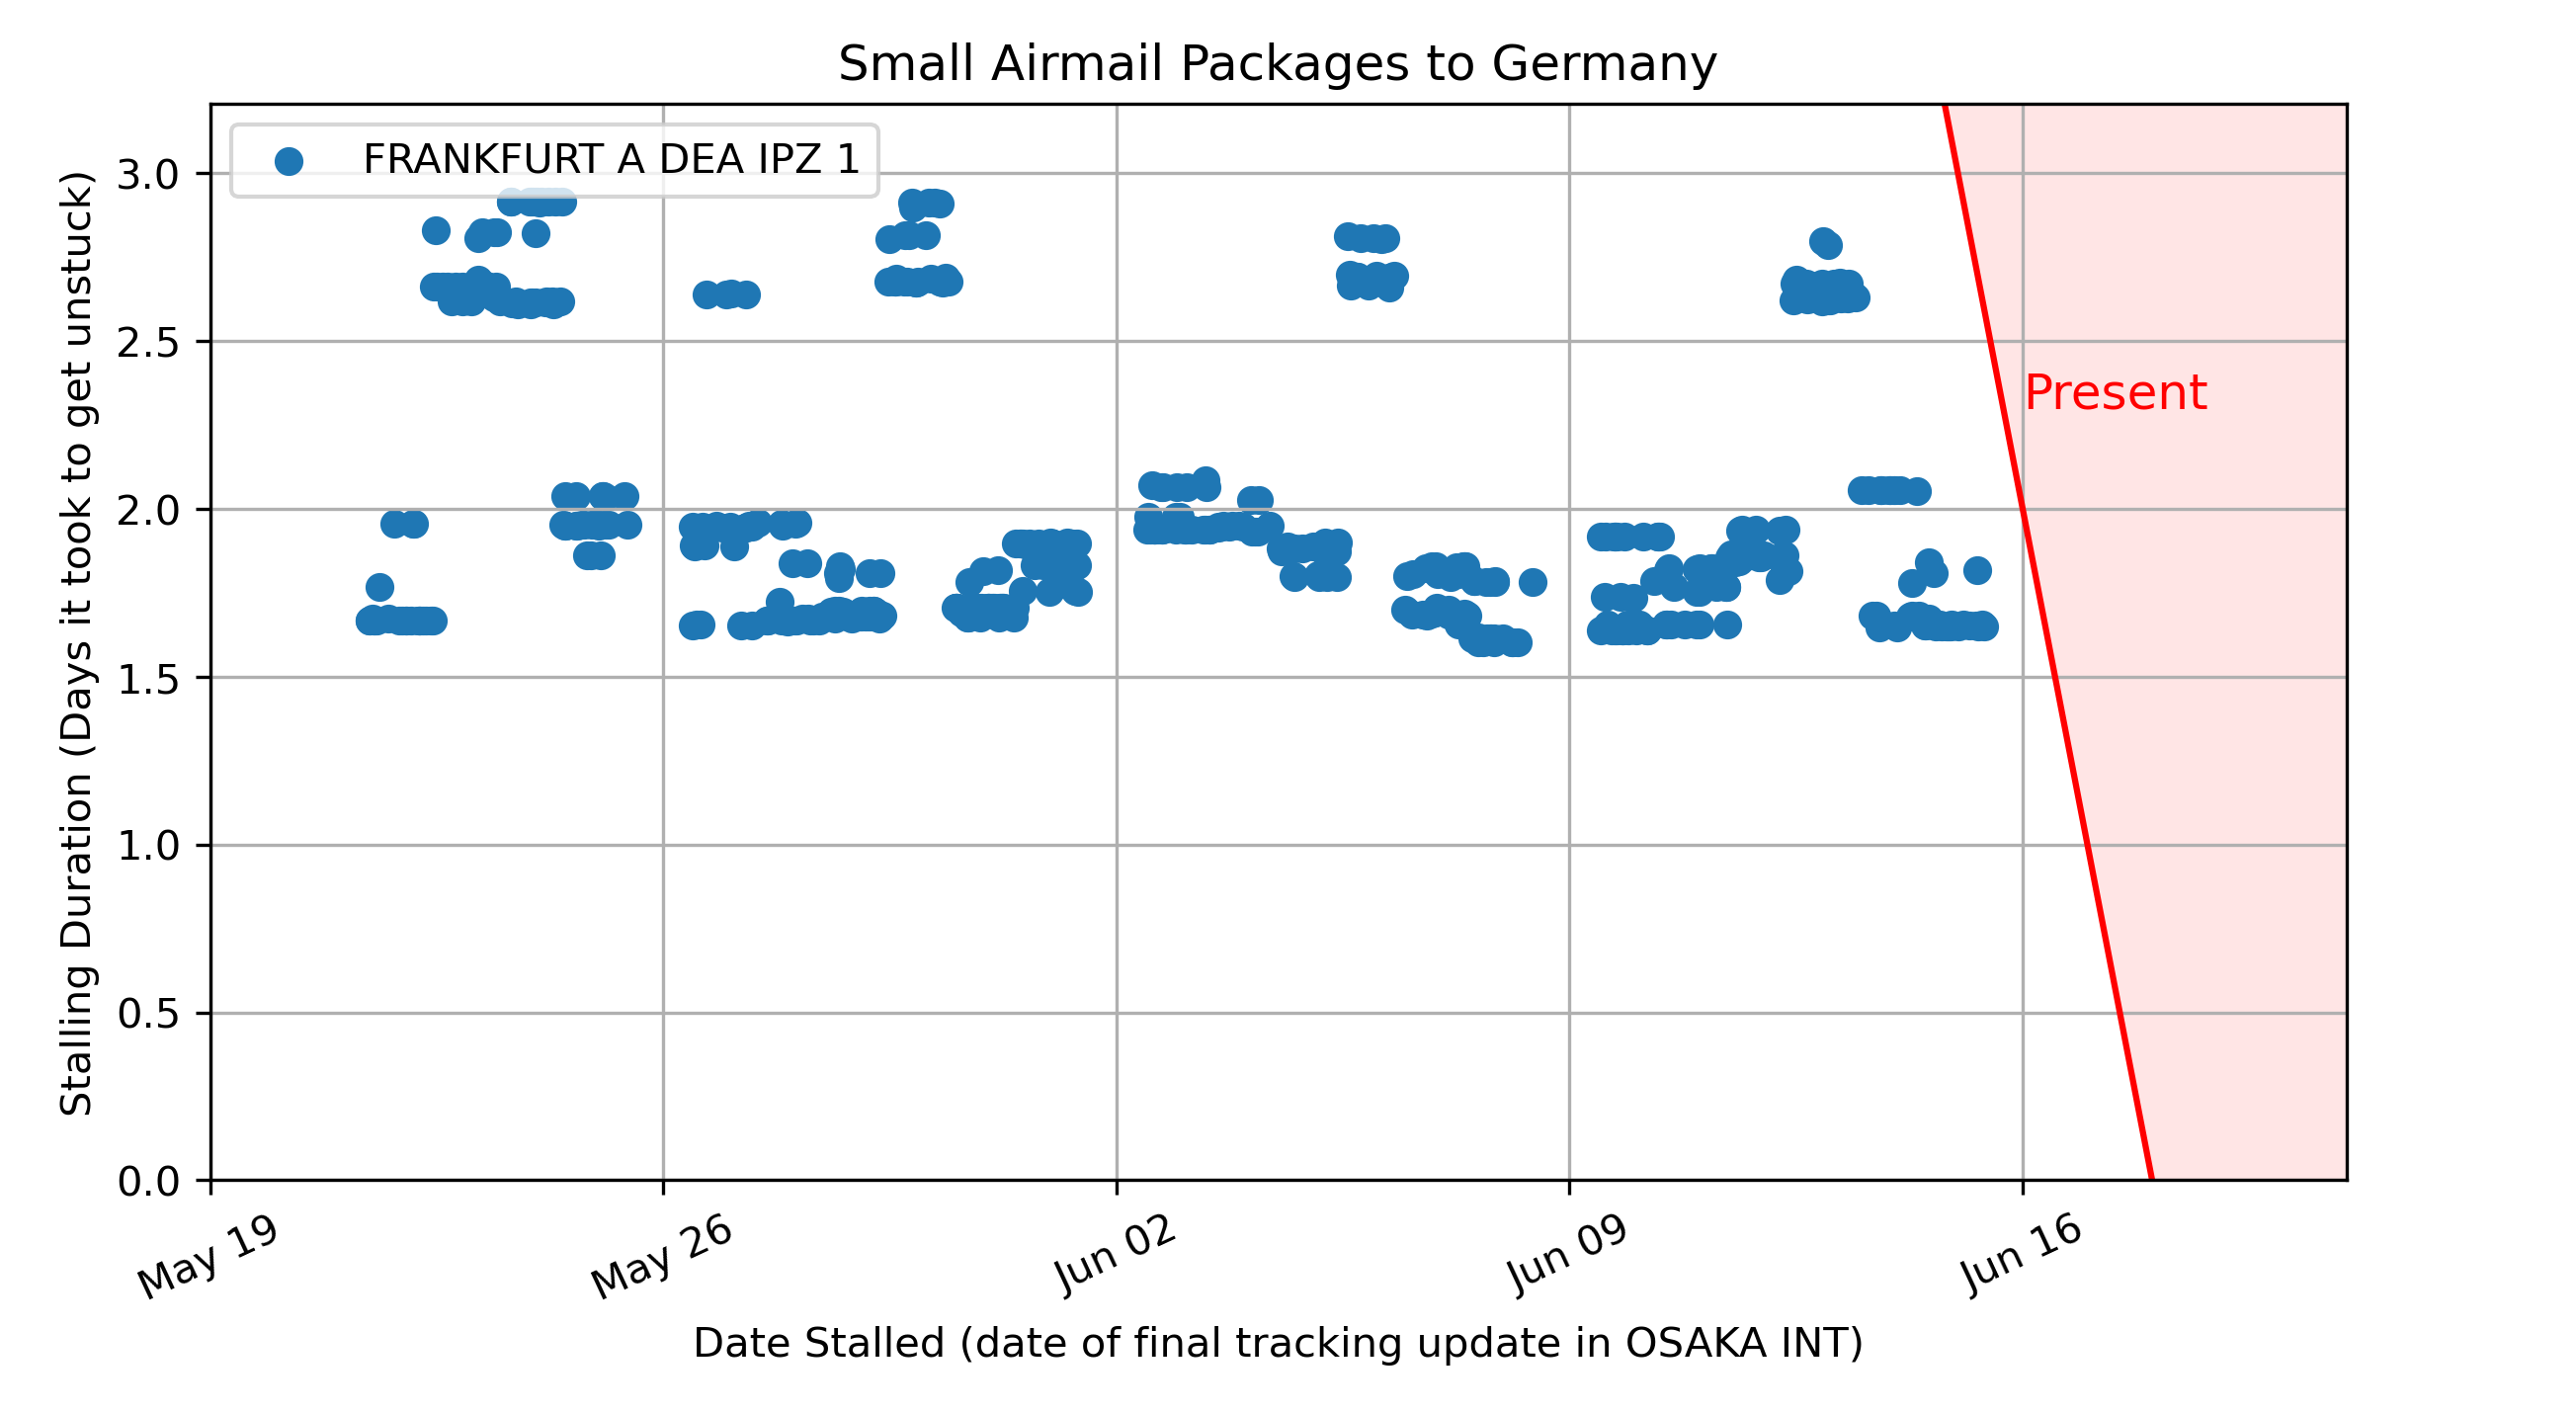 Small Airmail Packages to Germany
FRANKFURT A DEA IPZ 1
Stalling Duration (Days it took to get unstuck)
3.0
2.5
2.0
1.5
1.0
0.5
0.0
Present
May 19
May 26
Jun 02
Jun 09
Jun 16
Date Stalled (date of final tracking update in OSAKA INT)